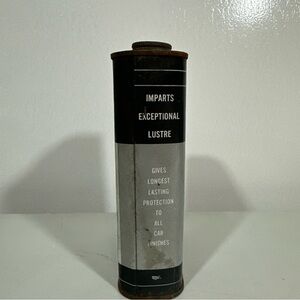 IMPARTS
EXCEPTIONAL
LUSTRE
GIVES
LONGEST
LASTING
PROTECTION
TO
ALL
CAR
FINISHES